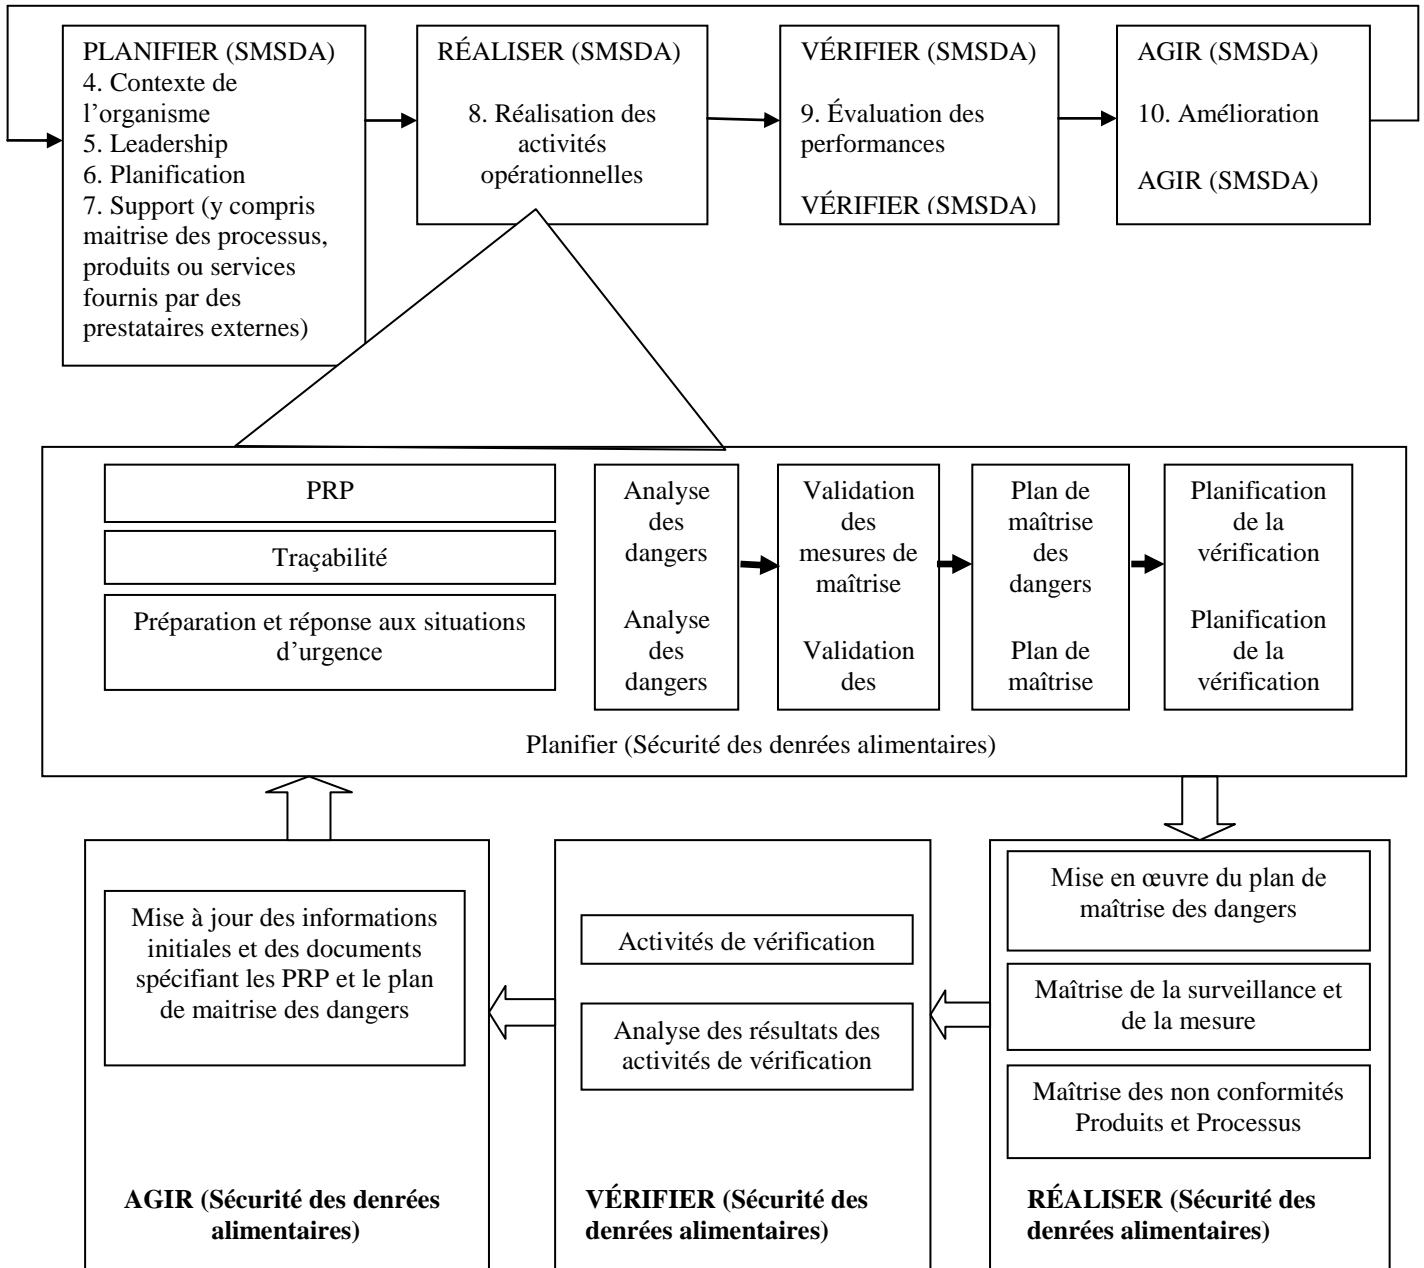 PLANIFIER (SMSDA)
4. Contexte de
l’organisme
5. Leadership
6. Planification
7. Support (y compris
maitrise des processus,
produits ou services
fournis par des
prestataires externes)
RÉALISER (SMSDA)
8. Réalisation des
activités
opérationnelles
VÉRIFIER (SMSDA)
9. Évaluation des
performances
VÉRIFIER (SMSDA)
AGIR (SMSDA)
10. Amélioration
AGIR (SMSDA)
PRP
Traçabilité
Préparation et réponse aux situations
d’urgence
Analyse
des
dangers
Analyse
des
dangers
Validation
des
mesures de
maîtrise
Validation
des
Plan de
maîtrise
des
dangers
Plan de
maîtrise
Planification
de la
vérification
Planification
de la
vérification
Planifier (Sécurité des denrées alimentaires)
Mise à jour des informations
initiales et des documents
spécifiant les PRP et le plan
de maitrise des dangers
AGIR (Sécurité des denrées
alimentaires)
Activités de vérification
Analyse des résultats des
activités de vérification
VÉRIFIER (Sécurité des
denrées alimentaires)
Mise en œuvre du plan de
maîtrise des dangers
Maîtrise de la surveillance et
de la mesure
Maîtrise des non conformités
Produits et Processus
RÉALISER (Sécurité des
denrées alimentaires)